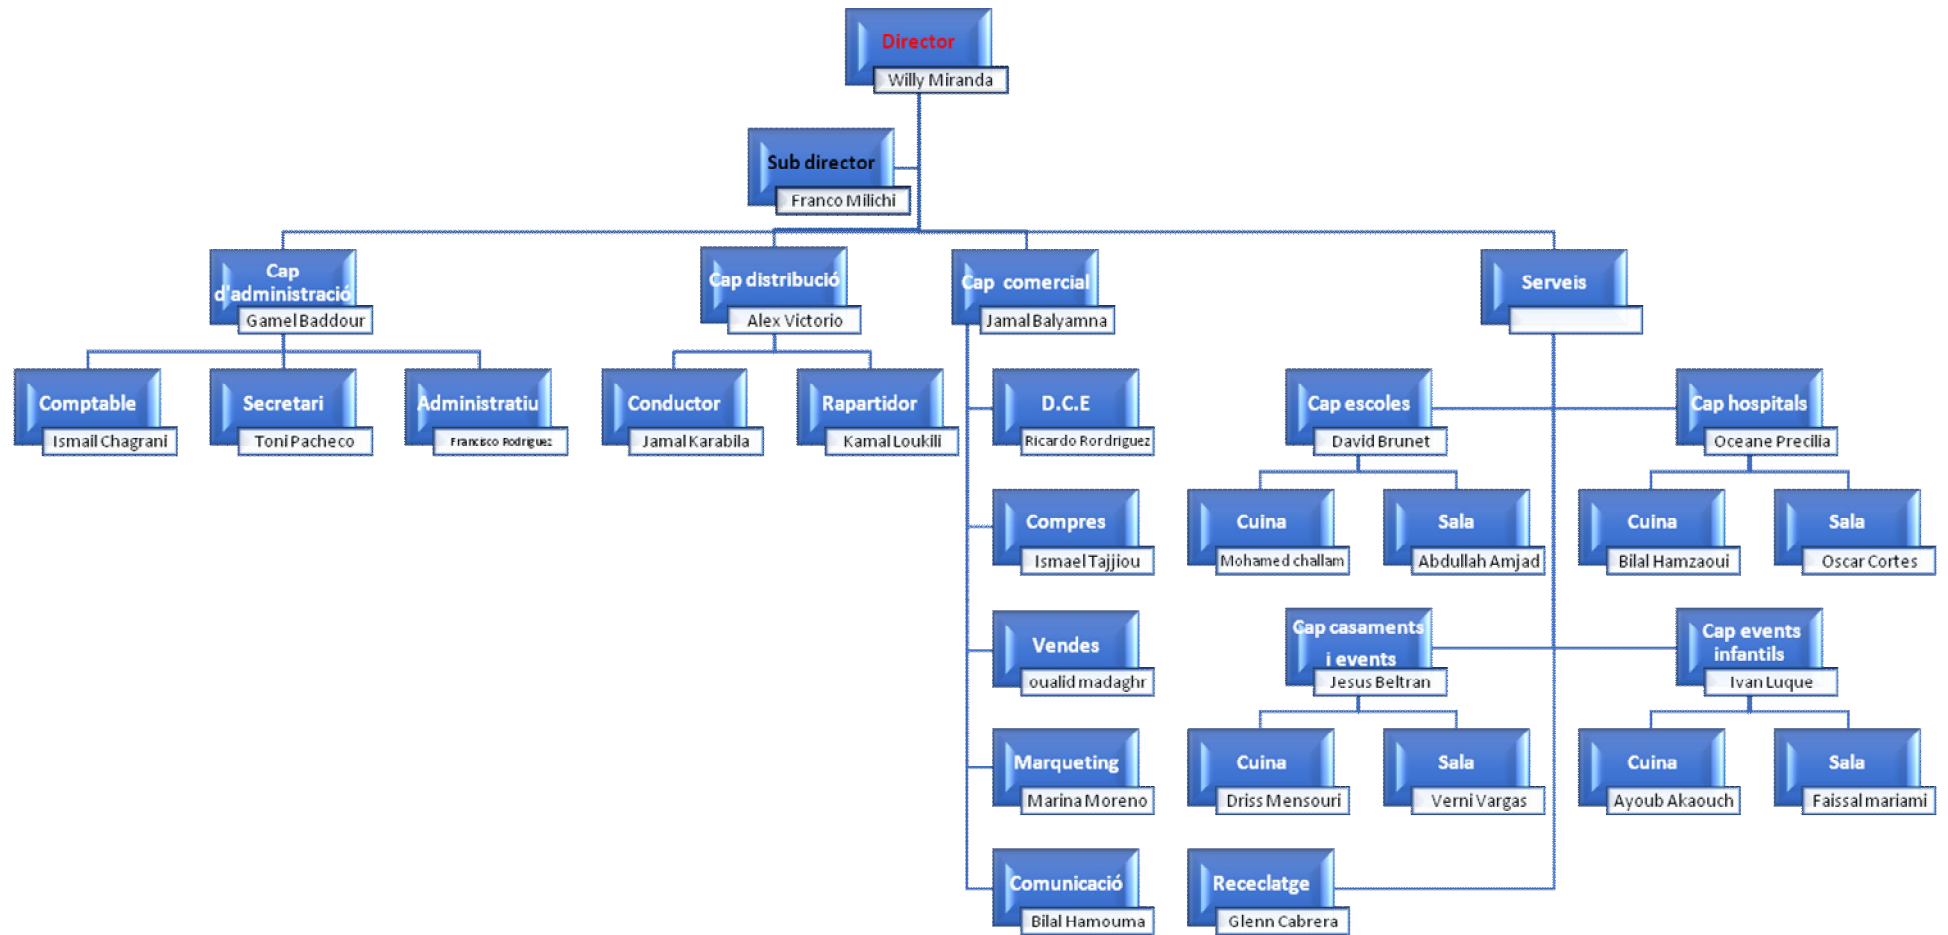 Director
Willy Miranda
Sub director
Franco Milichi
Cap
d'administració
Gamel Baddour
Cap distribució
Alex Victorio
Cap comercial
Jamal Balyamna
Serveis
Comptable
Ismail Chagrani
Secretari
Toni Pacheco
Administratiu
Francisco Rodriguez
Conductor
Jamal Karabila
Rapartidor
Kamal Loukili
D.C.E
Ricardo Rordriguez
Cap escoles
David Brunet
Cap hospitals
Oceane Precilia
Compres
Ismael Tajjiou
Cuina
Mohamed challam
Sala
Abdullah Amjad
Cuina
Bilal Hamzaoui
Sala
Oscar Cortes
Vendes
oualid madaghr
Cap casaments
i events
Jesus Beltran
Cap events
infantils
Ivan Luque
Marqueting
Marina Moreno
Cuina
Driss Mensouri
Sala
Verni Vargas
Cuina
Ayoub Akaouch
Sala
Faissal mariami
Comunicació
Bilal Hamouma
Receclatge
Glenn Cabrera